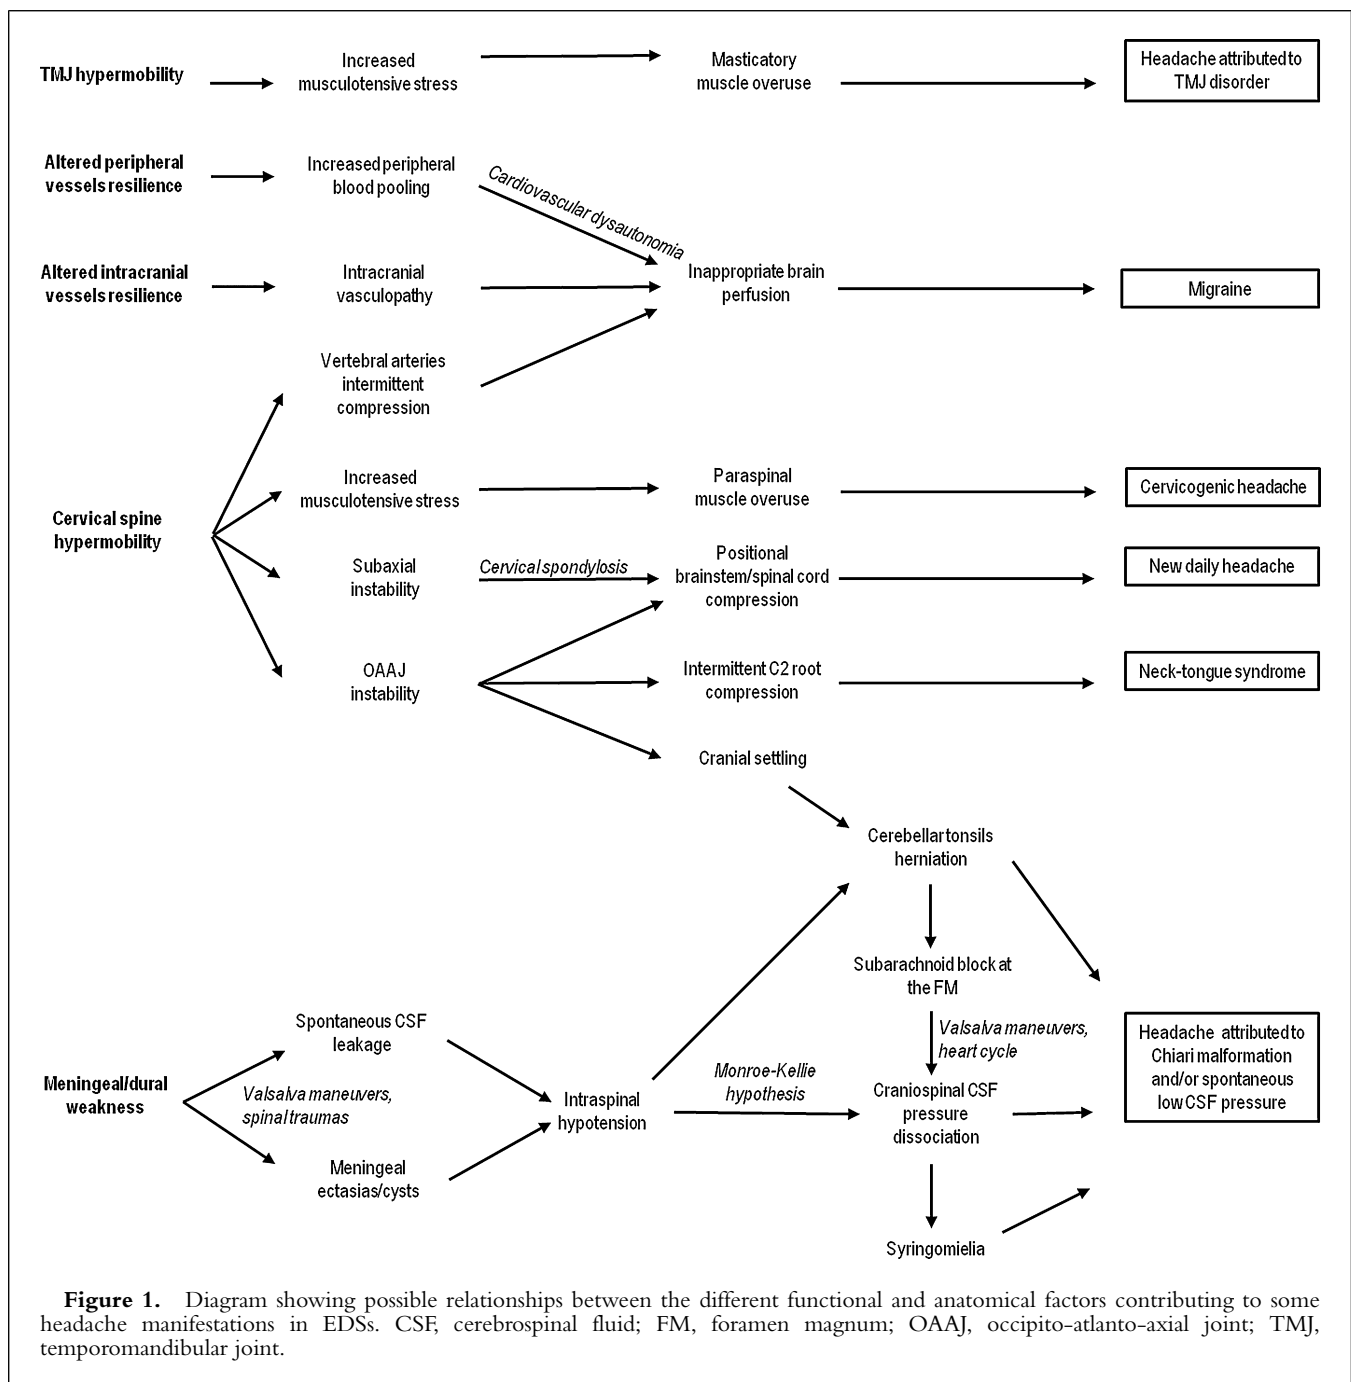 TMJ hypermobility
Increased
musculotensive stress
Masticatory
muscle overuse
Headache attributed to
TMJ disorder
Altered peripheral
vessels resilience
Increased peripheral
blood pooling
Cardiovascular dysautonomia
Altered intracranial
vessels resilience
Intracranial
vasculopathy
Inappropriate brain
perfusion
Migraine
Vertebral arteries
intermittent
compression
Cervical spine
hypermobility
Increased
musculotensive stress
Paraspinal
muscle overuse
Cervicogenic headache
Subaxial
instability
Cervical spondylosis
Positional
brainstem/spinal cord
compression
New daily headache
OAAJ
instability
Intermittent C2 root
compression
Neck-tongue syndrome
Cranial settling
Cerebellar tonsils
herniation
Subarachnoid block at
the FM
Valsalva maneuvers,
heart cycle
Meningeal/dural
weakness
Spontaneous CSF
leakage
Valsalva maneuvers,
spinal traumas
Meningeal
ectasias/cysts
Intraspinal
hypotension
Monroe-Kellie
hypothesis
Craniospinal CSF
pressure
dissociation
Headache attributed to
Chiari malformation
and/or spontaneous
low CSF pressure
Syringomielia
Figure 1. Diagram showing possible relationships between the different functional and anatomical factors contributing to some
headache manifestations in EDSs. CSF, cerebrospinal fluid; FM, foramen magnum; OAAJ, occipito-atlanto-axial joint; TMJ,
temporomandibular joint.